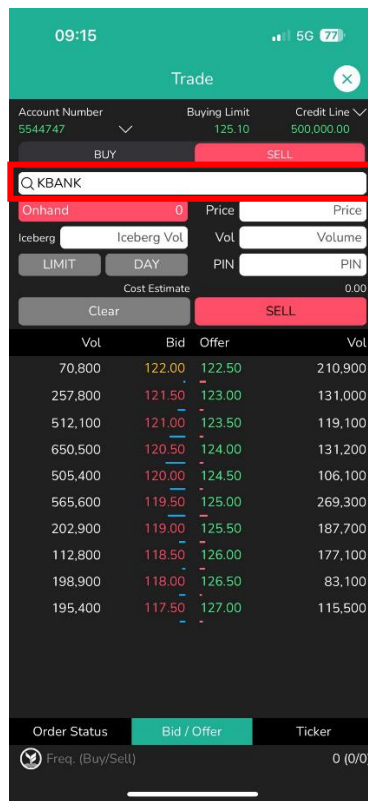 09:15 5G 77
Trade
Account Number Buying Limit Credit Line
5544747 125.10 500,000.00
BUY SELL
KBANK
Onhand 0 Price Price
Iceberg Iceberg Vol Vol Volume
LIMIT DAY PIN PIN
Cost Estimate 0.00
Clear SELL
Vol Bid Offer Vol
70,800 122.00 122.50 210,900
257,800 121.50 123.00 131,000
512,100 121.00 123.50 119,100
650,500 120.50 124.00 131,200
505,400 120.00 124.50 106,100
565,600 119.50 125.00 269,300
202,900 119.00 125.50 187,700
112,800 118.50 126.00 177,100
198,900 118.00 126.50 83,100
195,400 117.50 127.00 115,500
Order Status Bid / Offer Ticker
Freq. (Buy/Sell) 0 (0/0)